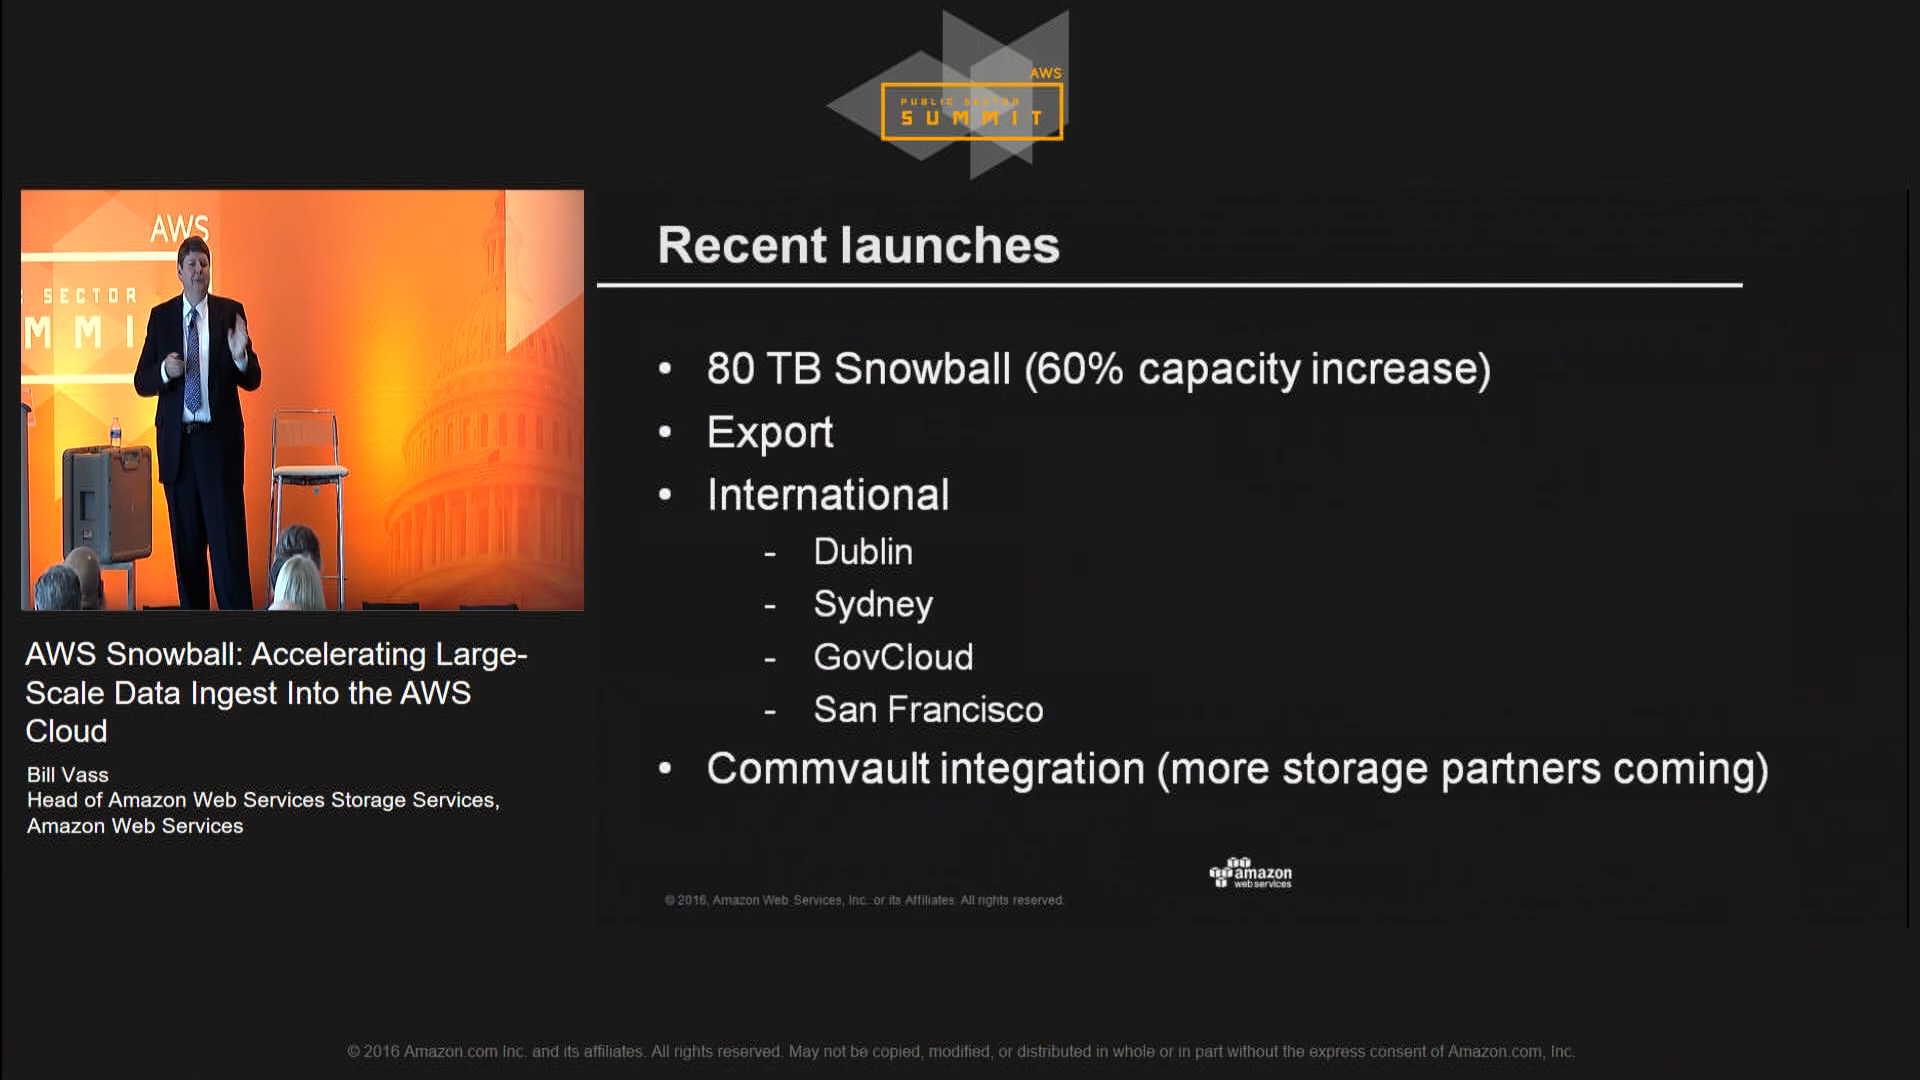 AWS
PUBLIC SECTOR
SUMMIT
AWS
SECTOR
MMI
Recent launches
• 80 TB Snowball (60% capacity increase)
• Export
• International
- Dublin
- Sydney
- GovCloud
- San Francisco
• Commvault integration (more storage partners coming)
amazon
web services
© 2016, Amazon Web Services, Inc. or its Affiliates. All rights reserved.
AWS Snowball: Accelerating Large-
Scale Data Ingest Into the AWS
Cloud
Bill Vass
Head of Amazon Web Services Storage Services,
Amazon Web Services
© 2016 Amazon.com Inc. and its affiliates. All rights reserved. May not be copied, modified, or distributed in whole or in part without the express consent of Amazon.com, Inc.